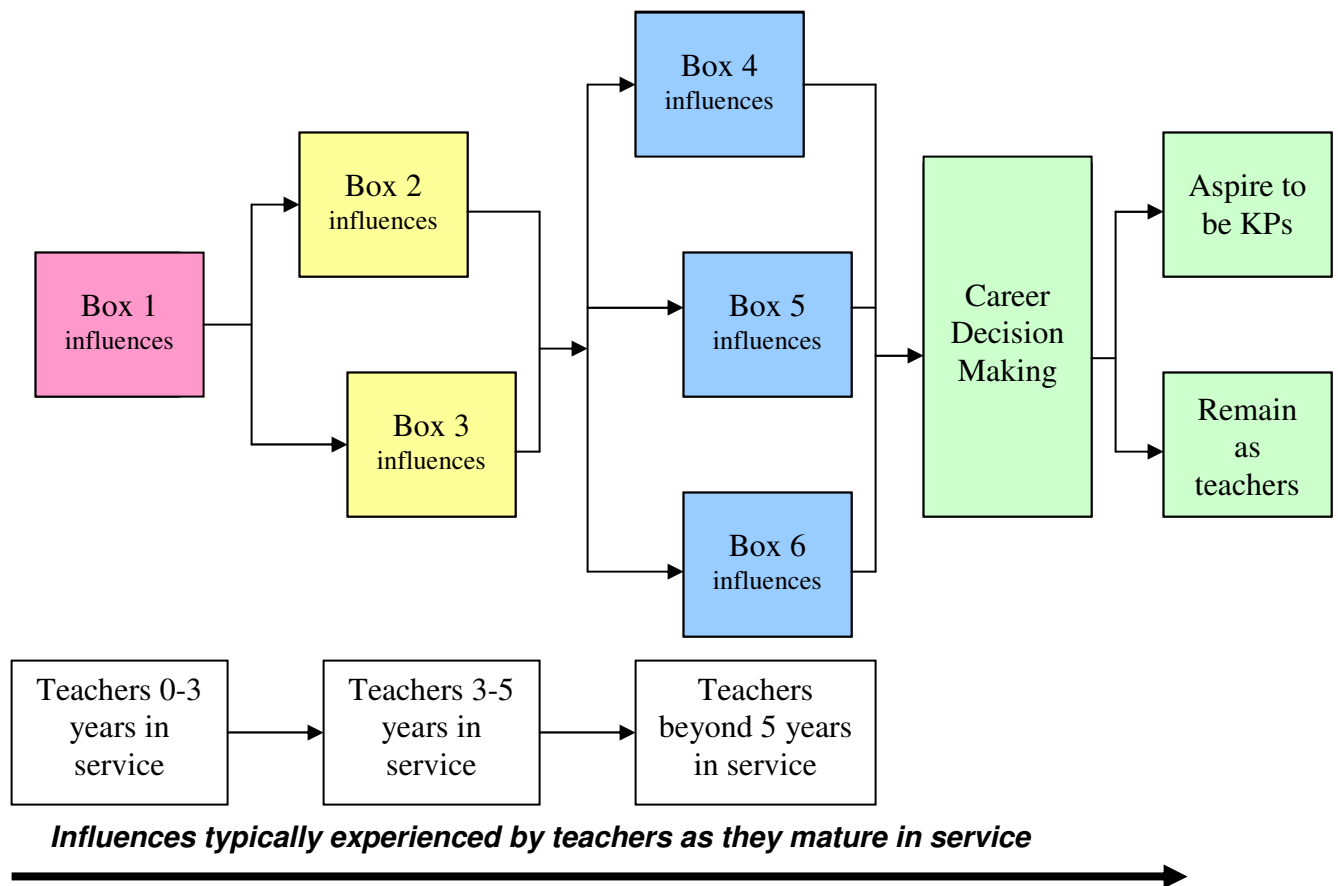 Box 1
influences
Box 2
influences
Box 3
influences
Box 4
influences
Box 5
influences
Box 6
influences
Career
Decision
Making
Aspire to
be KPs
Remain
as
teachers
Teachers 0-3
years in
service
Teachers 3-5
years in
service
Teachers
beyond 5 years
in service
Influences typically experienced by teachers as they mature in service